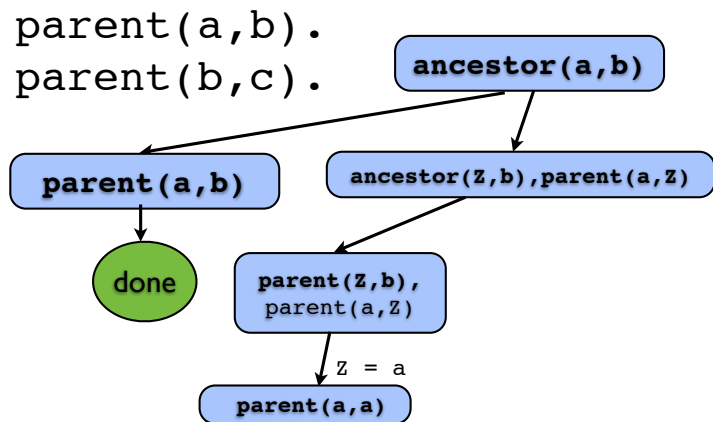 parent(a,b).
parent(b,c).
ancestor(a,b)
parent(a,b)
ancestor(Z,b),parent(a,Z)
done
parent(Z,b),
parent(a,Z)
Z = a
parent(a,a)